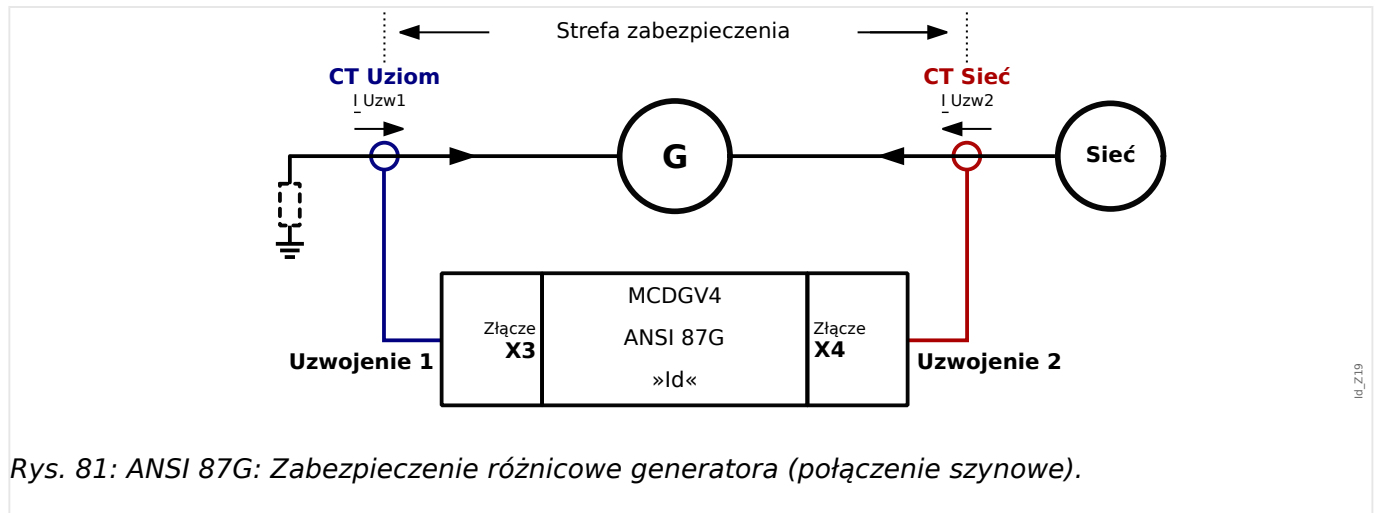 Strefa zabezpieczenia
CT Uziom
I Uzw1
CT Sieć
I Uzw2
G
Sieć
MCDGV4
ANSI 87G
»Id«
Złącze
X3
Złącze
X4
Uzwojenie 1
Uzwojenie 2
Id_Z19
Rys. 81: ANSI 87G: Zabezpieczenie różnicowe generatora (połączenie szynowe).